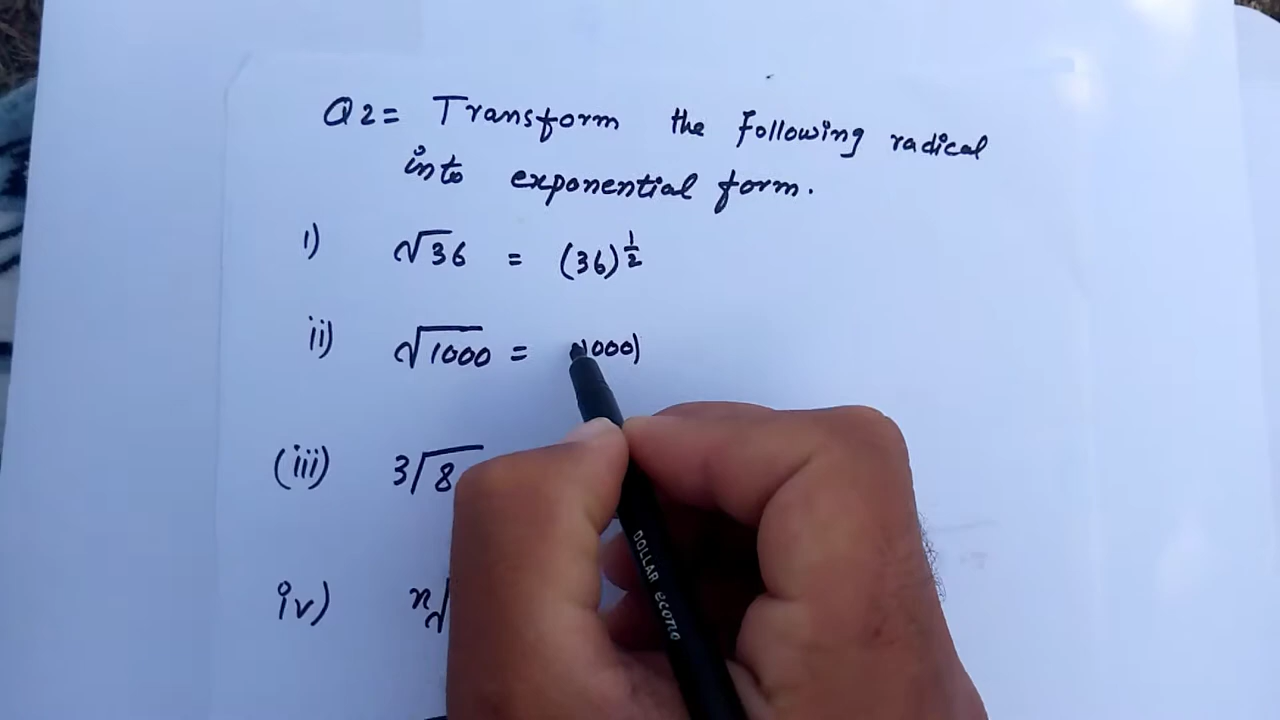 Q2= Transform the following radical
into exponential form.
i) √36 = (36)^1/2
ii) √1000 = 1000)
(iii) 3√8
iv) n√
DOLLAR econo